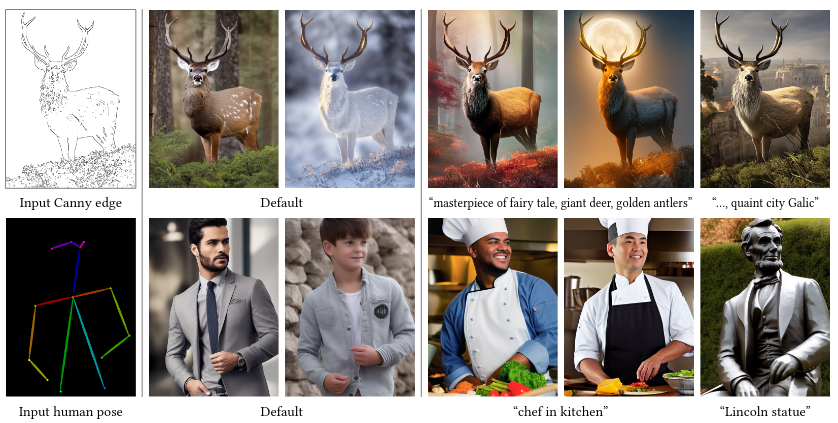 Input Canny edge
Default
“masterpiece of fairy tale, giant deer, golden antlers”
“..., quaint city Galic”
Input human pose
Default
“chef in kitchen”
“Lincoln statue”